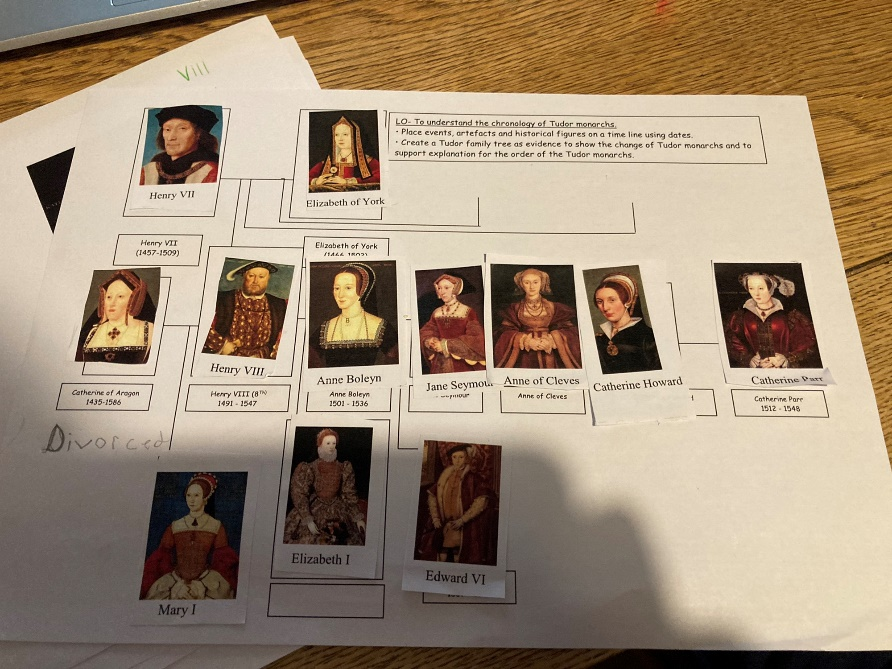 VIII
LO- To understand the chronology of Tudor monarchs.
• Place events, artefacts and historical figures on a time line using dates.
• Create a Tudor family tree as evidence to show the change of Tudor monarchs and to
support explanation for the order of the Tudor monarchs.
Henry VII
Elizabeth of York
Henry VII
(1457-1509)
Elizabeth of York
Henry VIII
Anne Boleyn
Jane Seymour
Anne of Cleves
Catherine Howard
Catherine Parr
Catherine of Aragon
1435-1586
Henry VIII (8TH)
1491 - 1547
Anne Boleyn
1501 - 1536
Seymour
Anne of Cleves
Catherine Parr
1512 - 1548
Divorced
Elizabeth I
Edward VI
Mary I